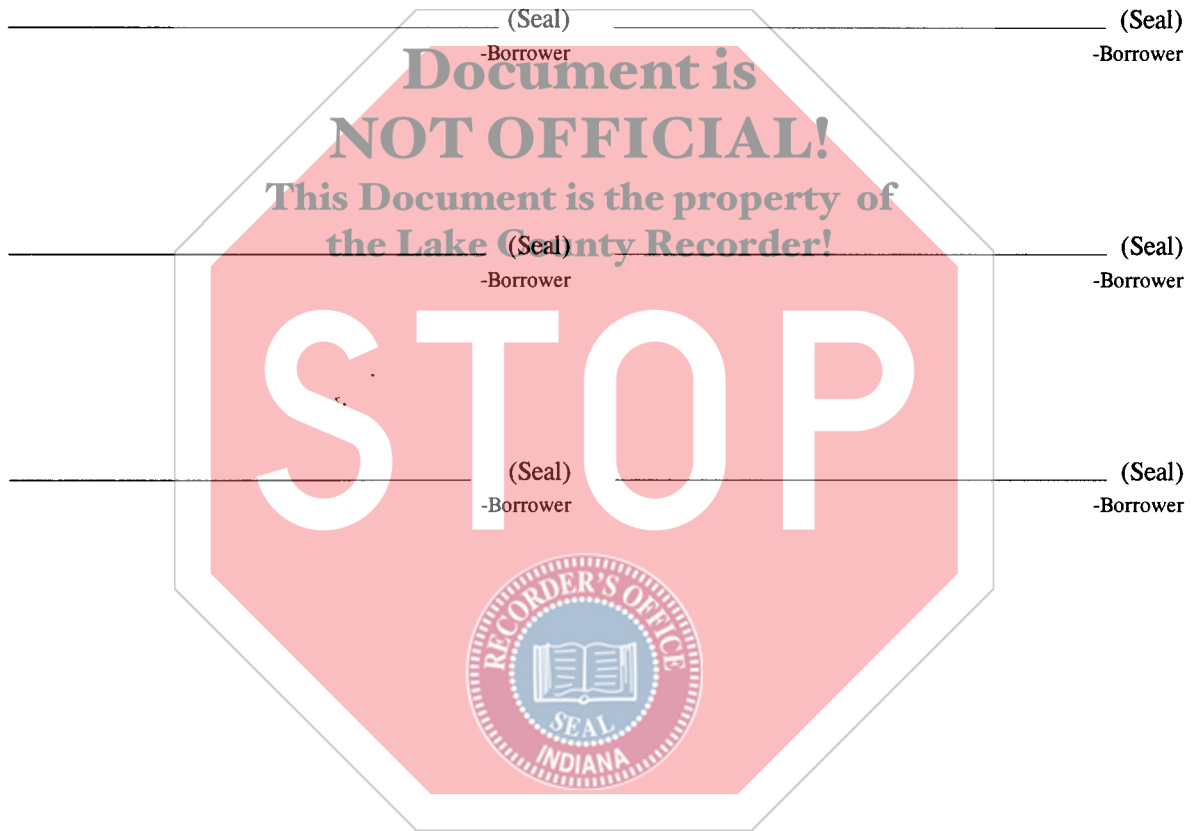 (Seal) (Seal)
-Borrower -Borrower
Document is
NOT OFFICIAL!
This Document is the property of
the Lake County Recorder!
(Seal) (Seal)
-Borrower -Borrower
STOP
(Seal) (Seal)
-Borrower -Borrower
RECORDER'S OFFICE
SEAL
INDIANA